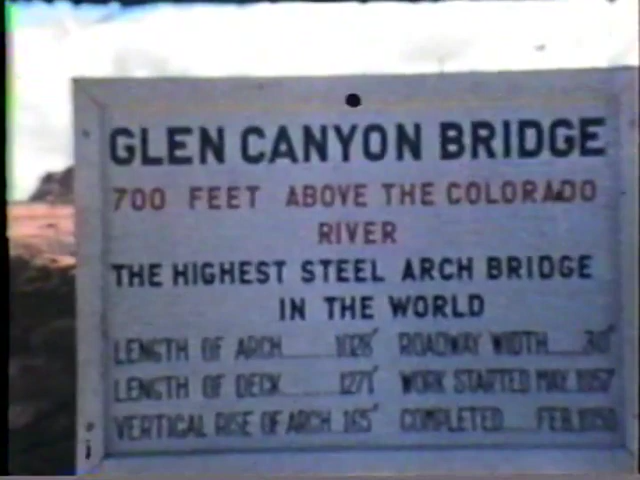 GLEN CANYON BRIDGE
700 FEET ABOVE THE COLORADO
RIVER
THE HIGHEST STEEL ARCH BRIDGE
IN THE WORLD
LENGTH OF ARCH 1028' ROADWAY WIDTH 30'
LENGTH OF DECK 1271' WORK STARTED MAY, 1957
VERTICAL RISE OF ARCH 165' COMPLETED FEB.